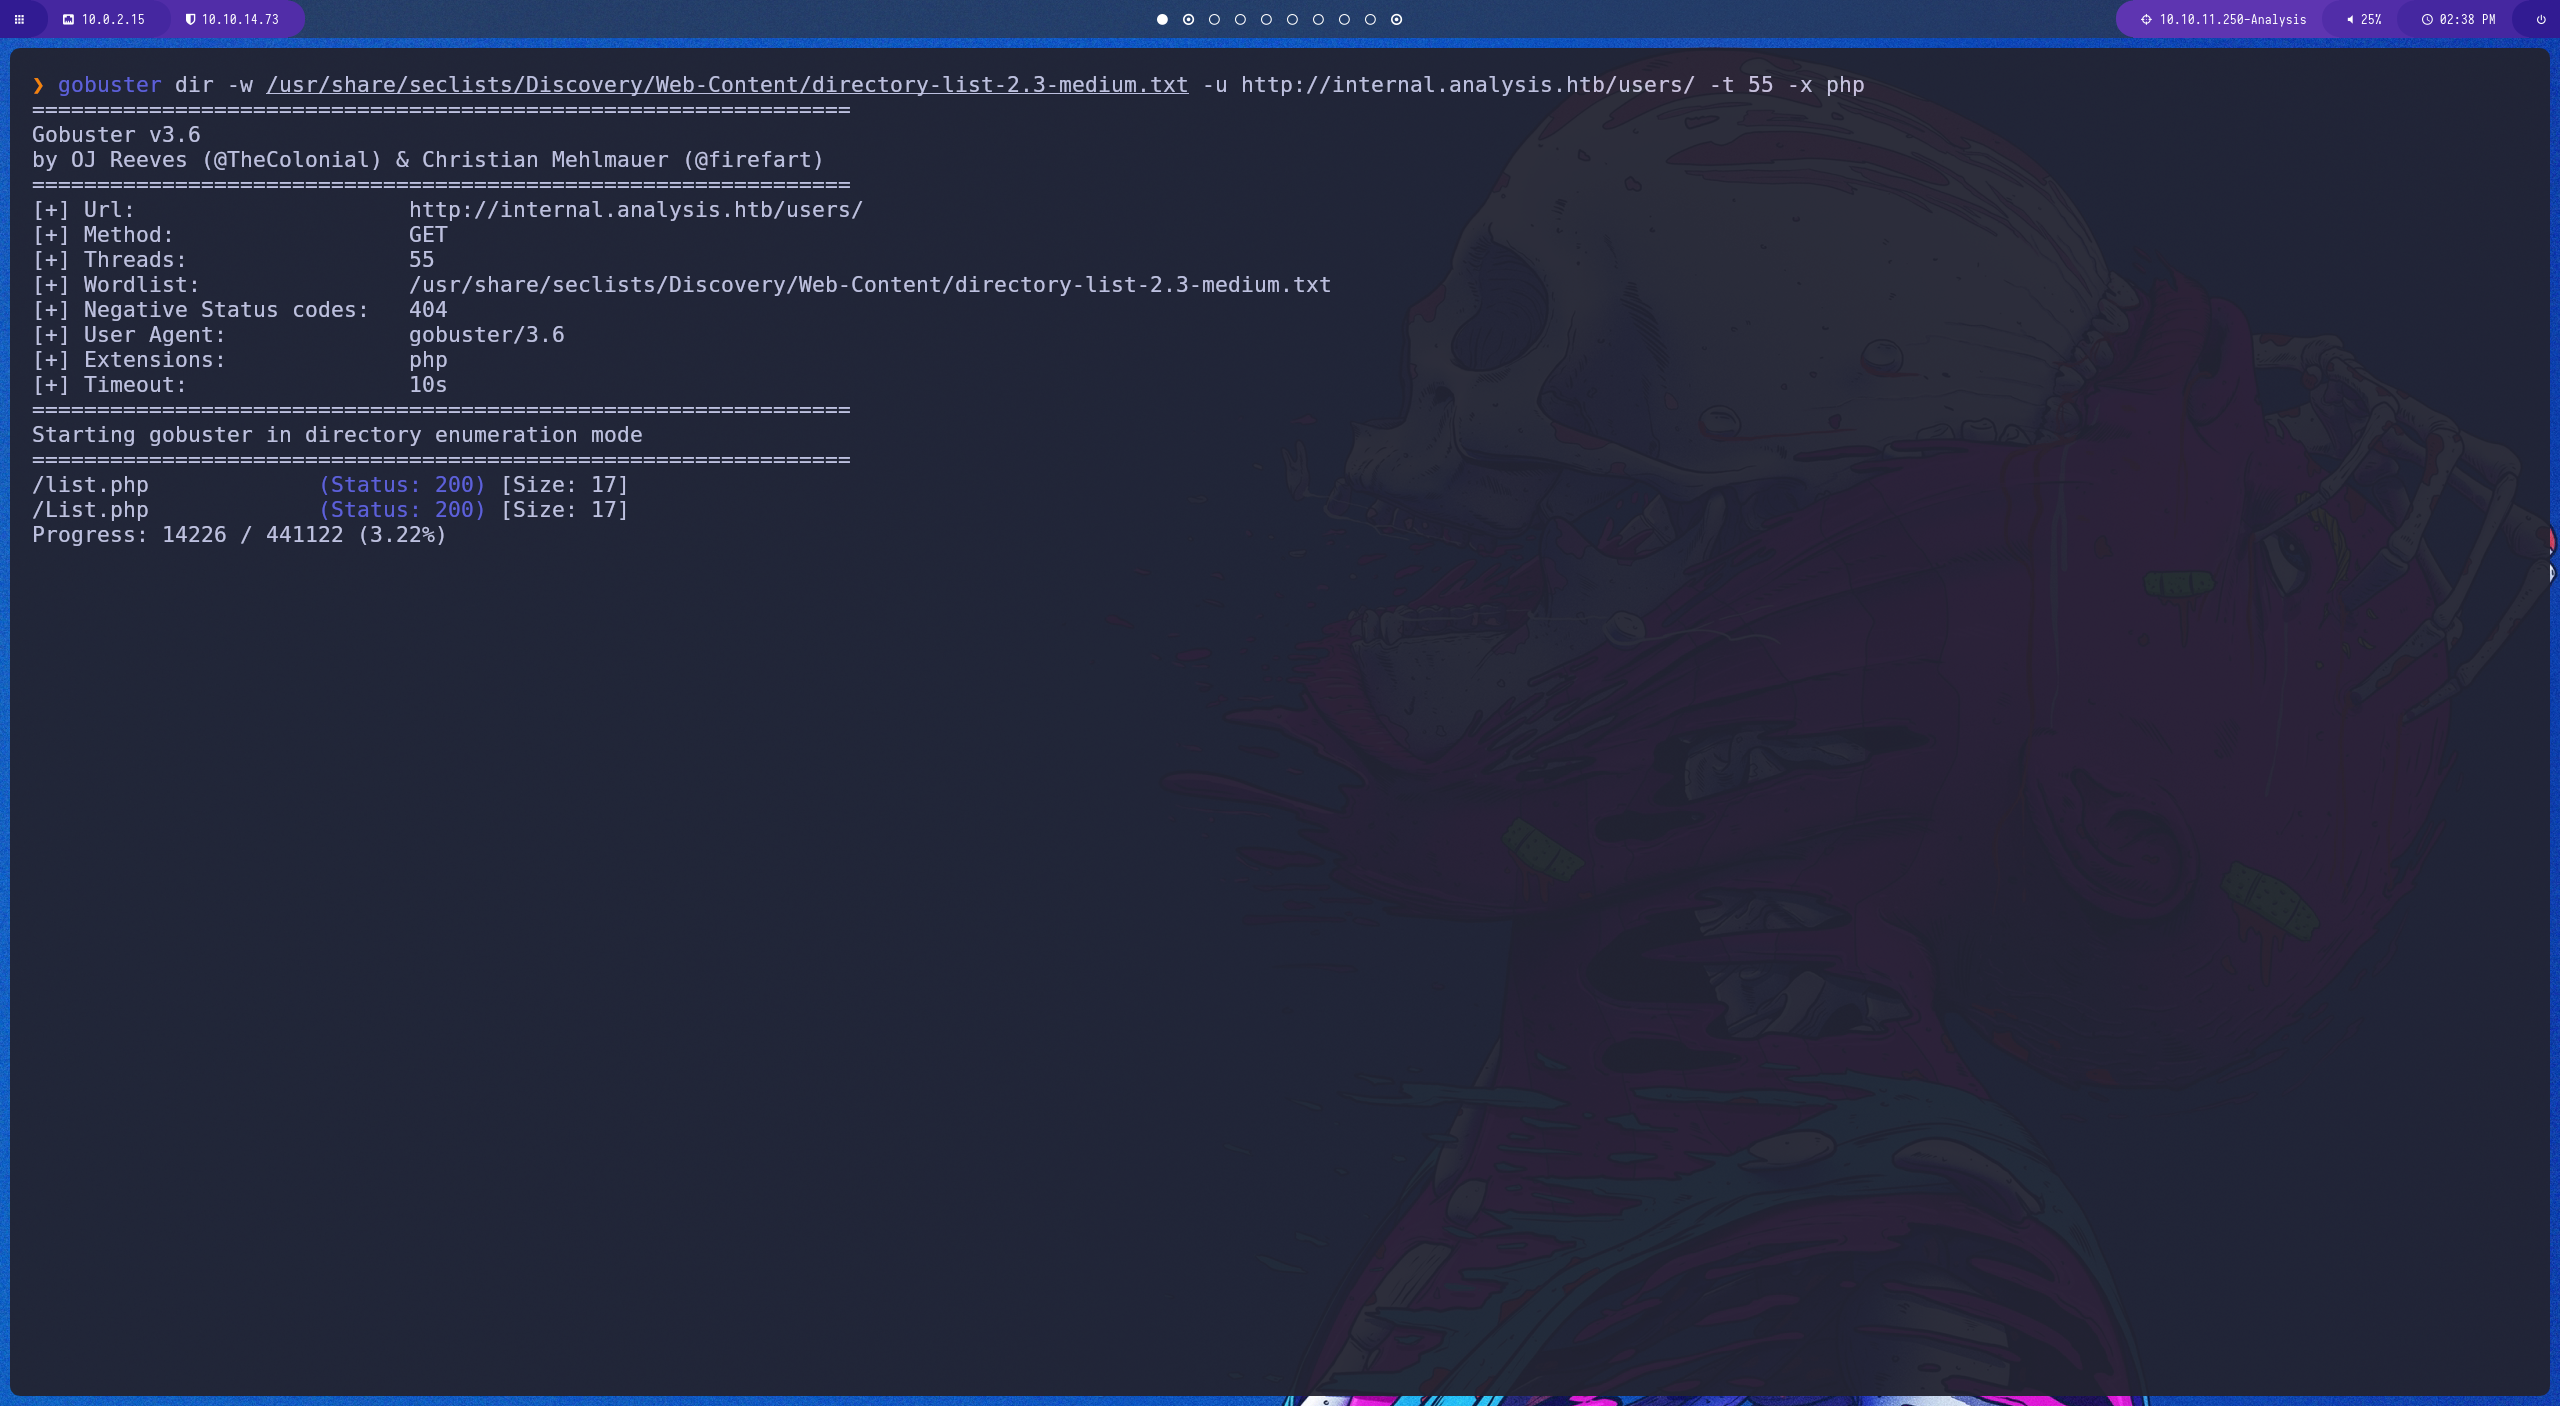 10.0.2.15 10.10.14.73 10.10.11.250-Analysis 25% 02:38 PM
❯ gobuster dir -w /usr/share/seclists/Discovery/Web-Content/directory-list-2.3-medium.txt -u http://internal.analysis.htb/users/ -t 55 -x php
===============================================================
Gobuster v3.6
by OJ Reeves (@TheColonial) & Christian Mehlmauer (@firefart)
===============================================================
[+] Url:                     http://internal.analysis.htb/users/
[+] Method:                  GET
[+] Threads:                 55
[+] Wordlist:                /usr/share/seclists/Discovery/Web-Content/directory-list-2.3-medium.txt
[+] Negative Status codes:   404
[+] User Agent:              gobuster/3.6
[+] Extensions:              php
[+] Timeout:                 10s
===============================================================
Starting gobuster in directory enumeration mode
===============================================================
/list.php             (Status: 200) [Size: 17]
/List.php             (Status: 200) [Size: 17]
Progress: 14226 / 441122 (3.22%)